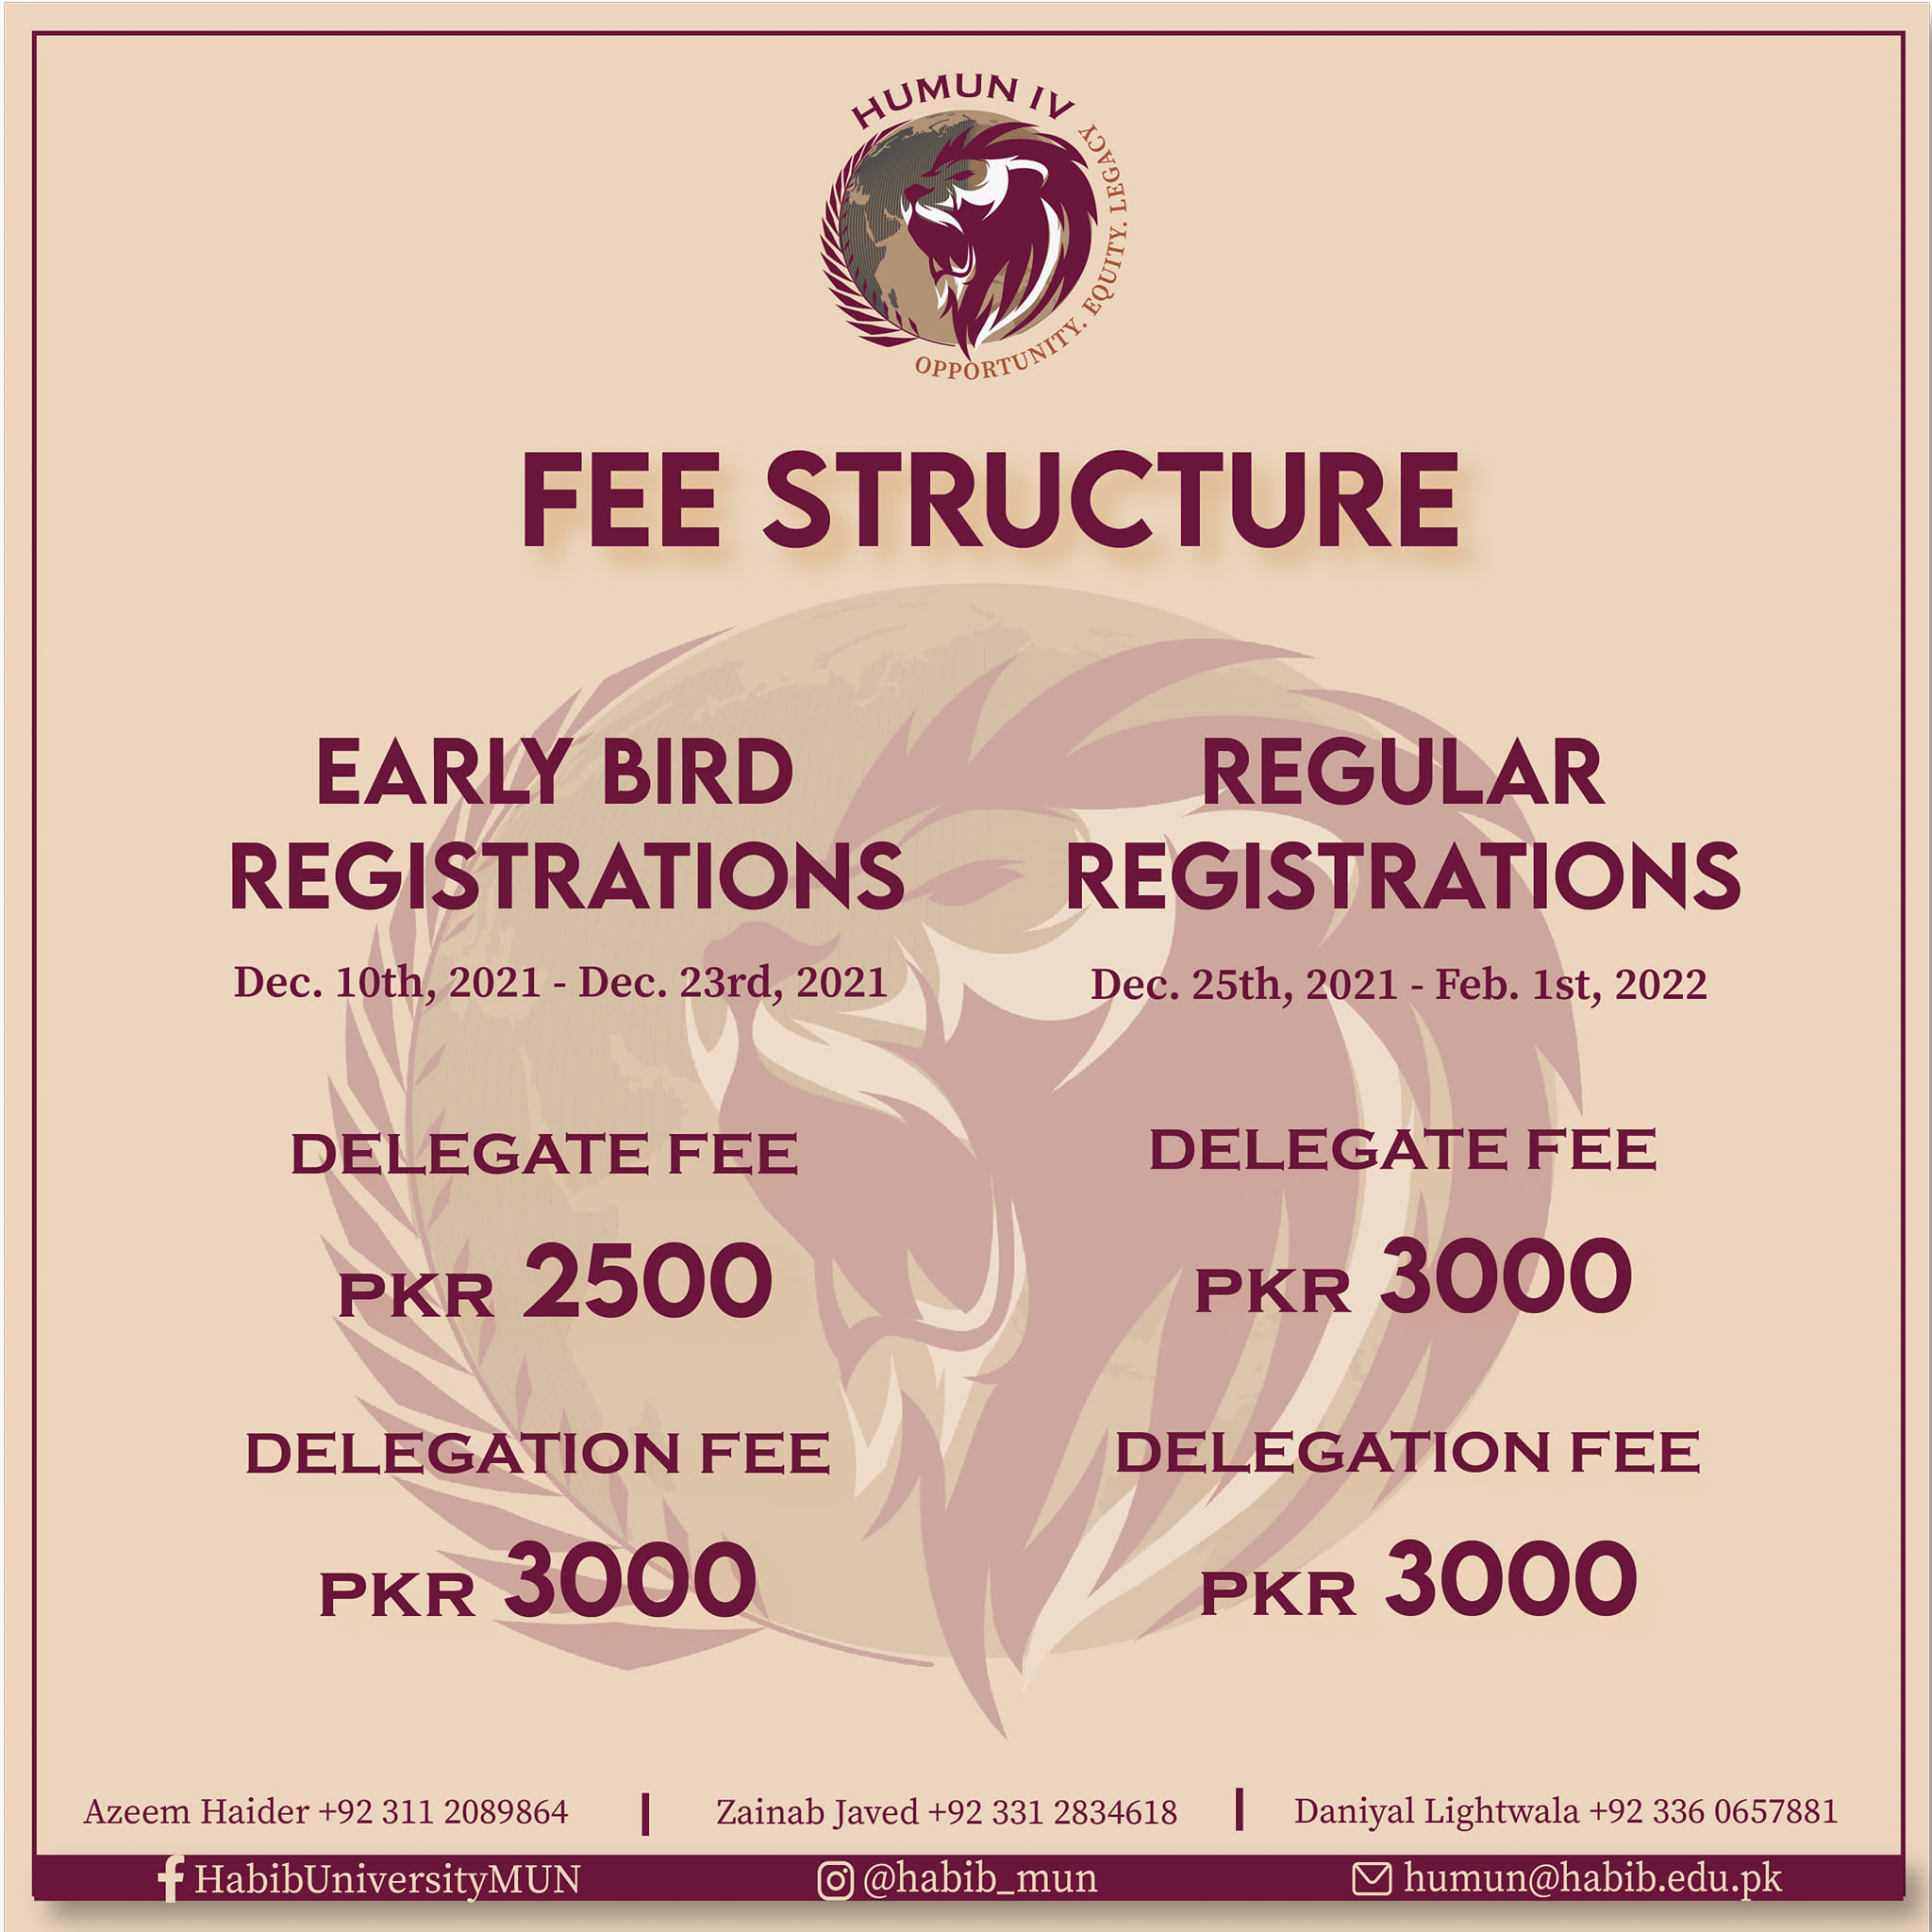 HUMUN IV
OPPORTUNITY. EQUITY. LEGACY
FEE STRUCTURE
EARLY BIRD
REGISTRATIONS
Dec. 10th, 2021 - Dec. 23rd, 2021
DELEGATE FEE
PKR 2500
DELEGATION FEE
PKR 3000
REGULAR
REGISTRATIONS
Dec. 25th, 2021 - Feb. 1st, 2022
DELEGATE FEE
PKR 3000
DELEGATION FEE
PKR 3000
Azeem Haider +92 311 2089864 | Zainab Javed +92 331 2834618 | Daniyal Lightwala +92 336 0657881
HabibUniversityMUN @habib_mun humun@habib.edu.pk